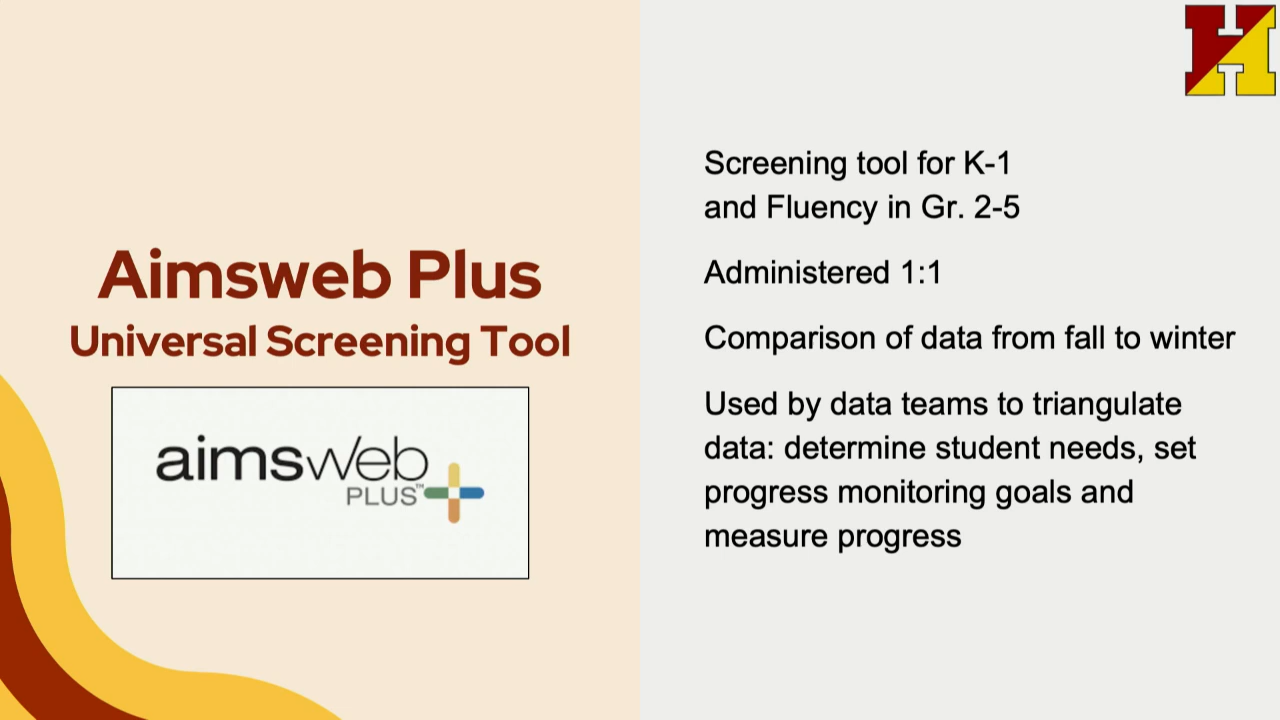 Aimsweb Plus
Universal Screening Tool
aimsweb
PLUS™
H
Screening tool for K-1
and Fluency in Gr. 2-5
Administered 1:1
Comparison of data from fall to winter
Used by data teams to triangulate
data: determine student needs, set
progress monitoring goals and
measure progress